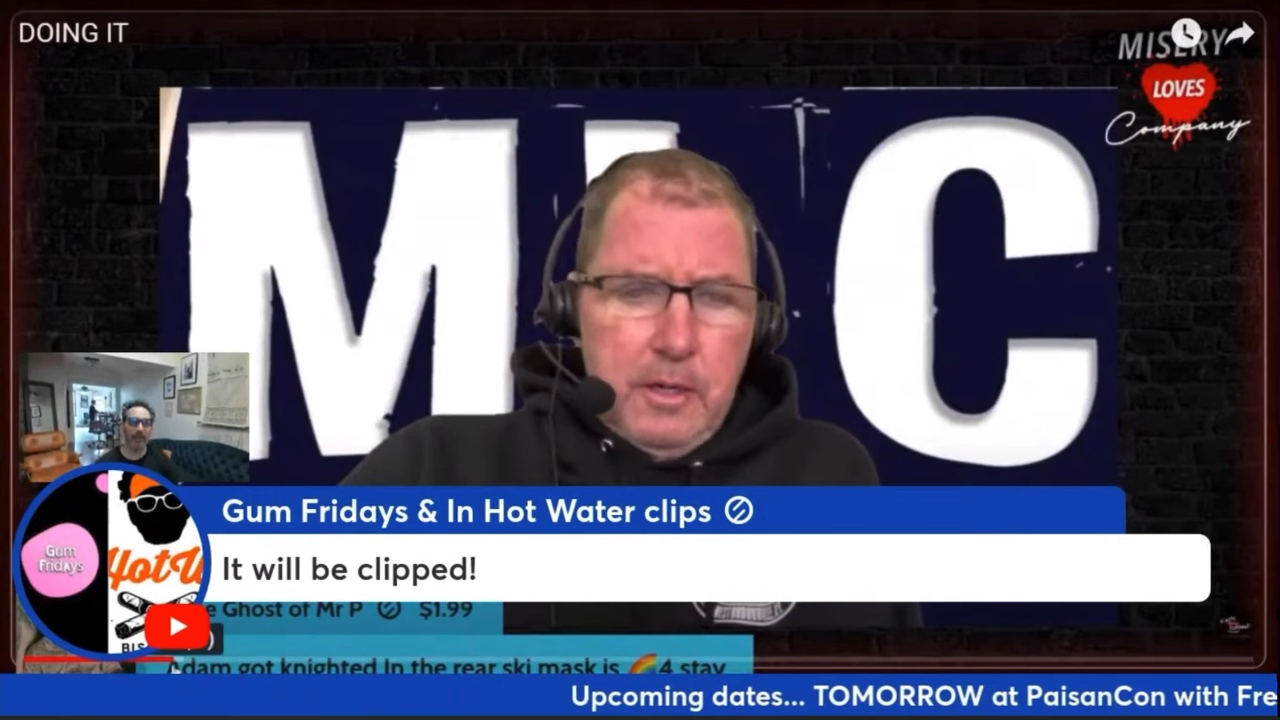 DOING IT
MISERY
LOVES
Company
MLC
Gum Fridays & In Hot Water clips
It will be clipped!
Gum
Fridays
Ghost of Mr P $1.99
Adam got knighted In the rear ski mask is 🌈4 stay
Upcoming dates... TOMORROW at PaisanCon with Fre